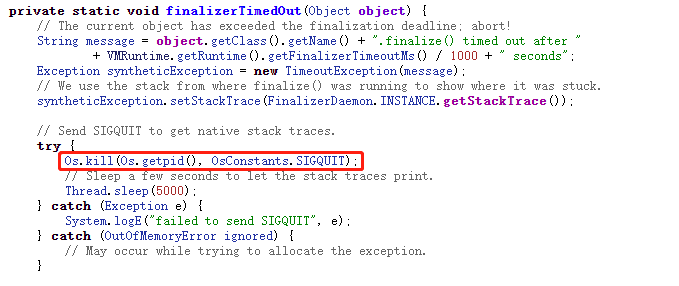 private static void finalizerTimedOut(Object object) {
    // The current object has exceeded the finalization deadline; abort!
    String message = object.getClass().getName() + ".finalize() timed out after "
            + VMRuntime.getRuntime().getFinalizerTimeoutMs() / 1000 + " seconds";
    Exception syntheticException = new TimeoutException(message);
    // We use the stack from where finalize() was running to show where it was stuck.
    syntheticException.setStackTrace(FinalizerDaemon.INSTANCE.getStackTrace());

    // Send SIGQUIT to get native stack traces.
    try {
        Os.kill(Os.getpid(), OsConstants.SIGQUIT);
        // Sleep a few seconds to let the stack traces print.
        Thread.sleep(5000);
    } catch (Exception e) {
        System.logE("failed to send SIGQUIT", e);
    } catch (OutOfMemoryError ignored) {
        // May occur while trying to allocate the exception.
    }